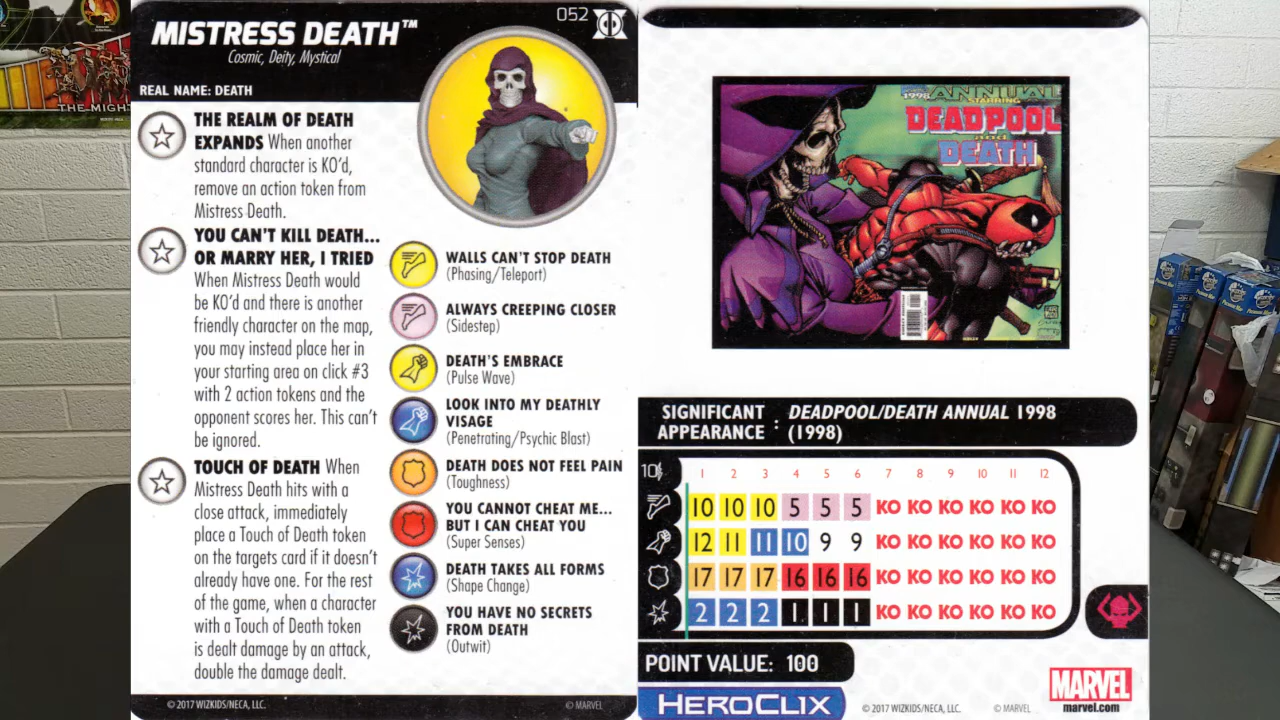 THE MIGH
MISTRESS DEATH™
Cosmic, Deity, Mystical
052
REAL NAME: DEATH
THE REALM OF DEATH
EXPANDS When another
standard character is KO'd,
remove an action token from
Mistress Death.
YOU CAN'T KILL DEATH...
OR MARRY HER, I TRIED
When Mistress Death would
be KO'd and there is another
friendly character on the map,
you may instead place her in
your starting area on click #3
with 2 action tokens and the
opponent scores her. This can't
be ignored.
TOUCH OF DEATH When
Mistress Death hits with a
close attack, immediately
place a Touch of Death token
on the targets card if it doesn't
already have one. For the rest
of the game, when a character
with a Touch of Death token
is dealt damage by an attack,
double the damage dealt.
WALLS CAN'T STOP DEATH
(Phasing/Teleport)
ALWAYS CREEPING CLOSER
(Sidestep)
DEATH'S EMBRACE
(Pulse Wave)
LOOK INTO MY DEATHLY
VISAGE
(Penetrating/Psychic Blast)
DEATH DOES NOT FEEL PAIN
(Toughness)
YOU CANNOT CHEAT ME...
BUT I CAN CHEAT YOU
(Super Senses)
DEATH TAKES ALL FORMS
(Shape Change)
YOU HAVE NO SECRETS
FROM DEATH
(Outwit)
© 2017 WIZKIDS/NECA, LLC.
© MARVEL
1998 ANNUAL
STARRING
DEADPOOL
and
DEATH
SIGNIFICANT APPEARANCE : DEADPOOL/DEATH ANNUAL 1998
(1998)
10 1 2 3 4 5 6 7 8 9 10 11 12
10 10 10 5 5 5 KO KO KO KO KO KO
12 11 11 10 9 9 KO KO KO KO KO KO
17 17 17 16 16 16 KO KO KO KO KO KO
2 2 2 1 1 1 KO KO KO KO KO KO
POINT VALUE: 100
HEROCLIX
© 2017 WIZKIDS/NECA, LLC.
© MARVEL
MARVEL
marvel.com